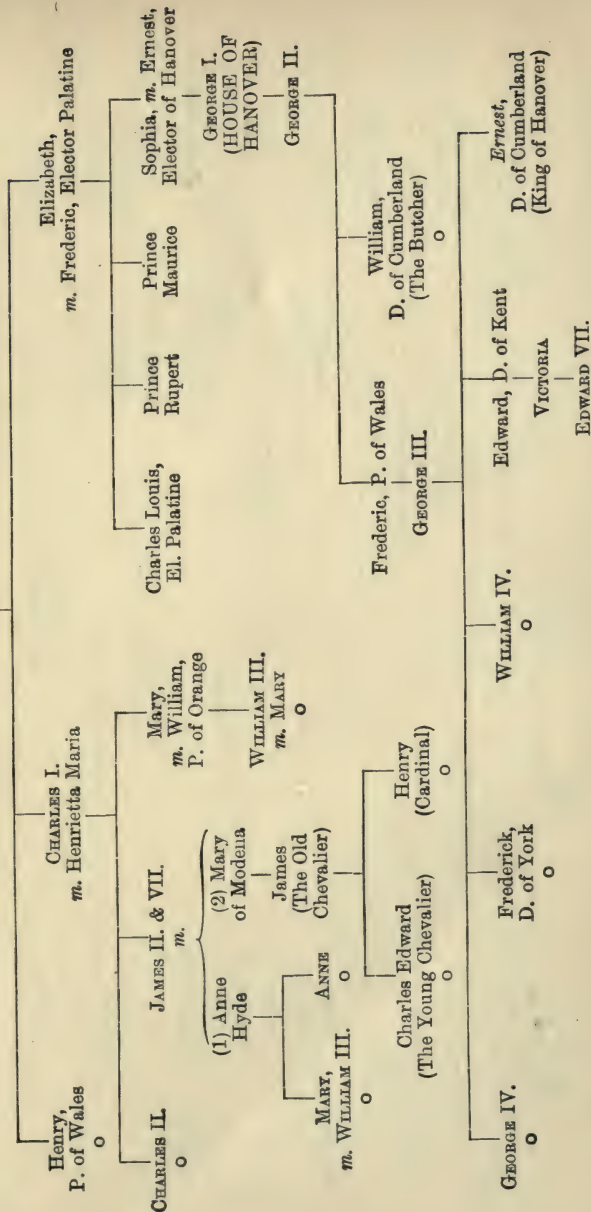 Henry,
P. of Wales
O
CHARLES I.
m. Henrietta Maria
Elizabeth,
m. Frederic, Elector Palatine
CHARLES II.
O
JAMES II. & VII.
m.
Mary,
m. William,
P. of Orange
Charles Louis,
El. Palatine
Prince
Rupert
Prince
Maurice
Sophia, m. Ernest,
Elector of Hanover
(1) Anne
Hyde
(2) Mary
of Modena
WILLIAM III.
m. MARY
O
GEORGE I.
(HOUSE OF
HANOVER)
MARY,
m. WILLIAM III.
O
ANNE
O
James
(The Old
Chevalier)
GEORGE II.
Charles Edward
(The Young Chevalier)
O
Henry
(Cardinal)
O
Frederic, P. of Wales
William,
D. of Cumberland
(The Butcher)
O
GEORGE III.
GEORGE IV.
O
Frederick,
D. of York
O
WILLIAM IV.
O
Edward, D. of Kent
VICTORIA
EDWARD VII.
Ernest,
D. of Cumberland
(King of Hanover)